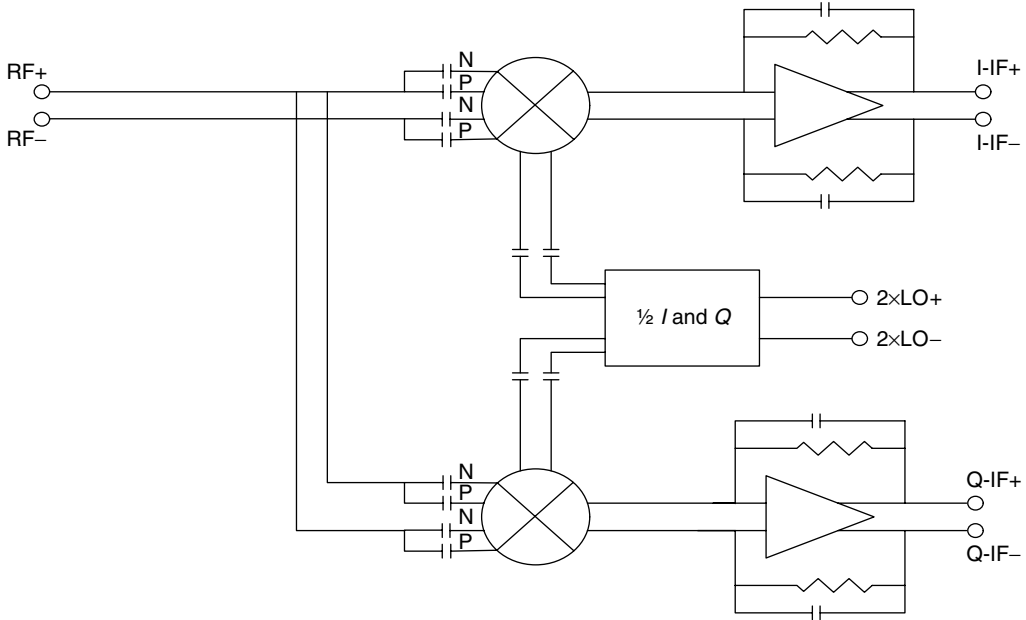 RF+
RF−
N
P
N
P
I-IF+
I-IF−
½ I and Q
2×LO+
2×LO−
N
P
N
P
Q-IF+
Q-IF−